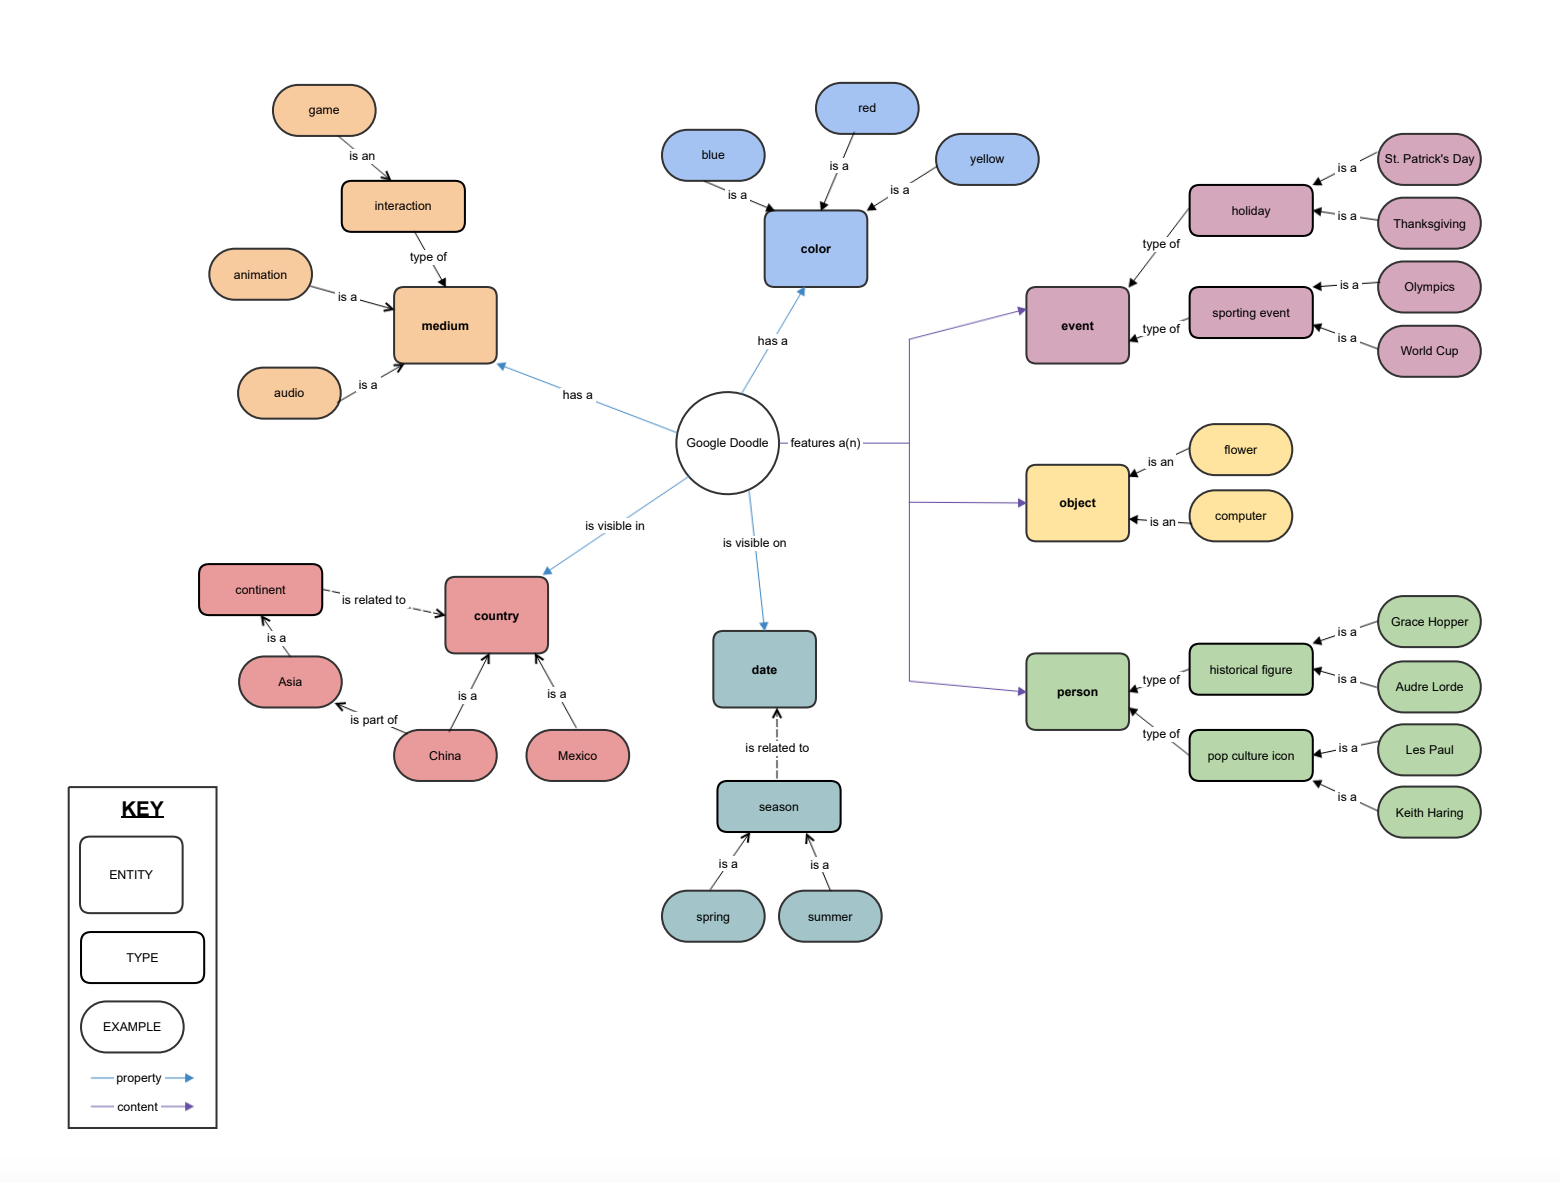 game
is an
interaction
type of
animation
is a
medium
audio
is a
has a
blue
is a
red
is a
yellow
is a
color
has a
Google Doodle
features a(n)
event
type of
holiday
is a
St. Patrick's Day
is a
Thanksgiving
type of
sporting event
is a
Olympics
is a
World Cup
object
is an
flower
is an
computer
person
type of
historical figure
is a
Grace Hopper
is a
Audre Lorde
type of
pop culture icon
is a
Les Paul
is a
Keith Haring
is visible in
country
is related to
continent
is a
Asia
is part of
China
is a
is a
Mexico
is visible on
date
is related to
season
is a
is a
spring
summer
KEY
ENTITY
TYPE
EXAMPLE
property
content